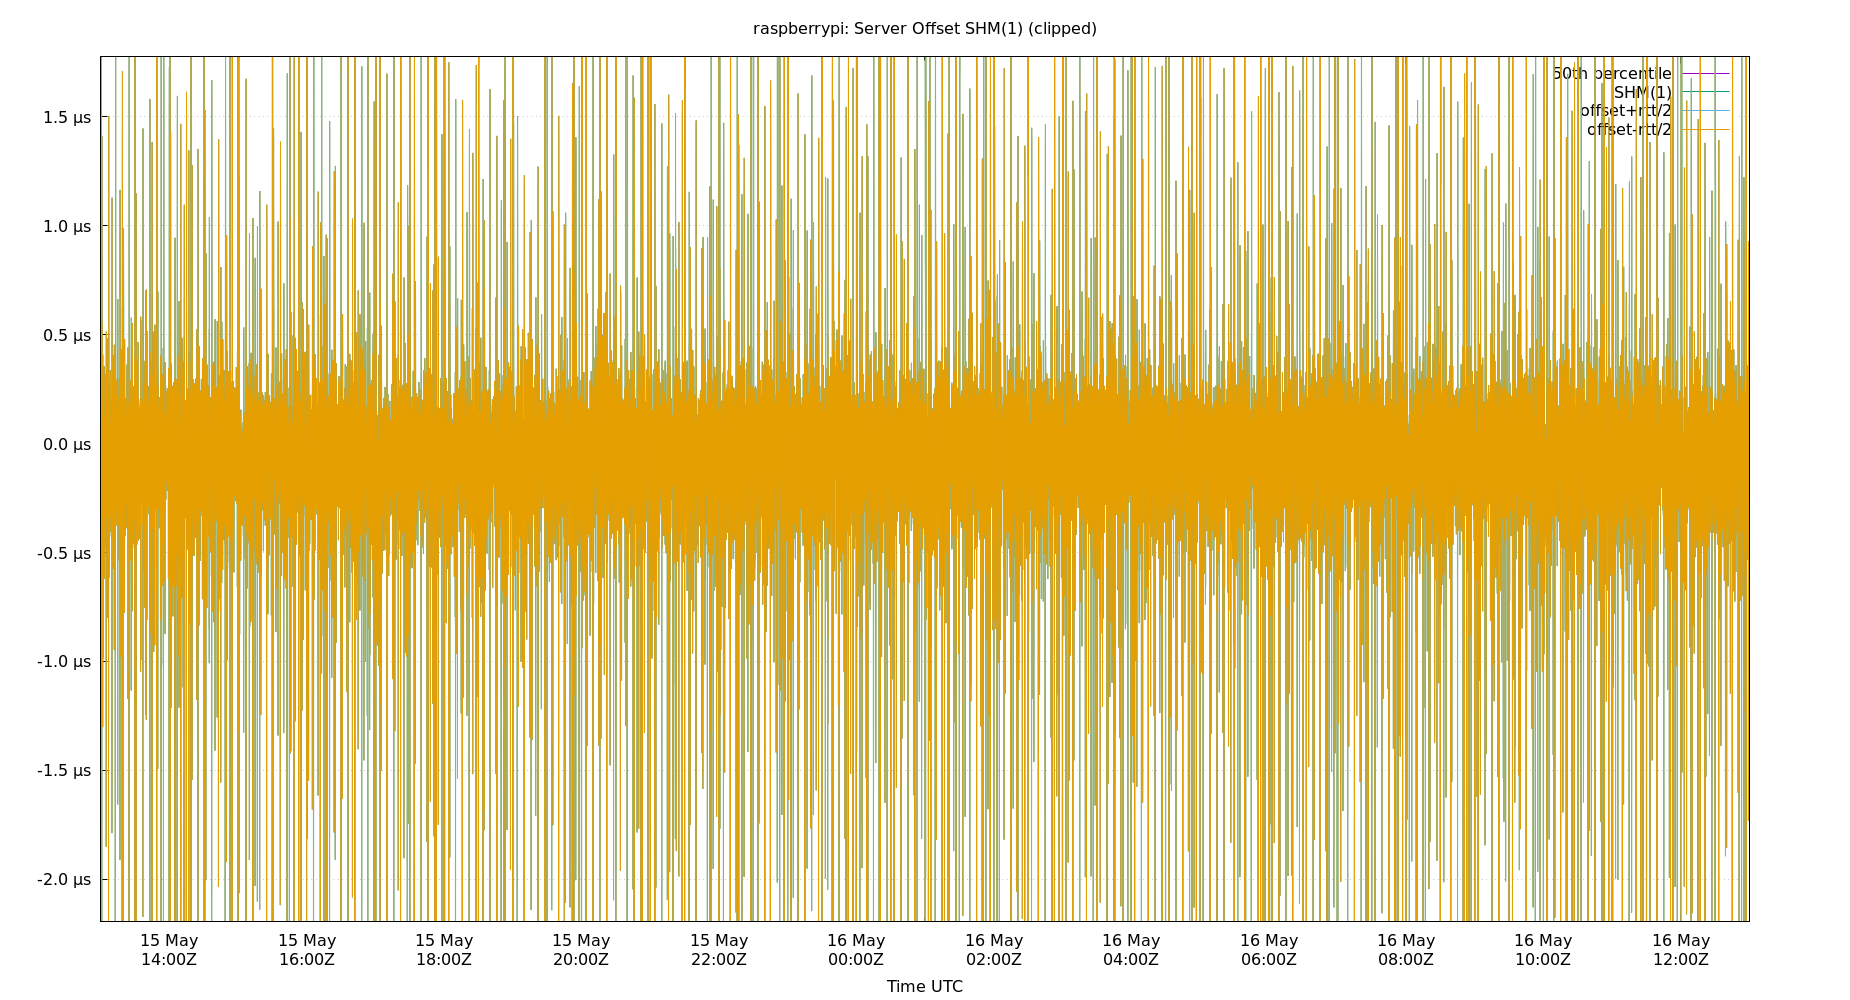 raspberrypi: Server Offset SHM(1) (clipped)
50th percentile
SHM(1)
offset+rtt/2
offset-rtt/2
1.5 µs
1.0 µs
0.5 µs
0.0 µs
-0.5 µs
-1.0 µs
-1.5 µs
-2.0 µs
15 May 15 May 15 May 15 May 15 May 16 May 16 May 16 May 16 May 16 May 16 May 16 May
14:00Z 16:00Z 18:00Z 20:00Z 22:00Z 00:00Z 02:00Z 04:00Z 06:00Z 08:00Z 10:00Z 12:00Z
Time UTC